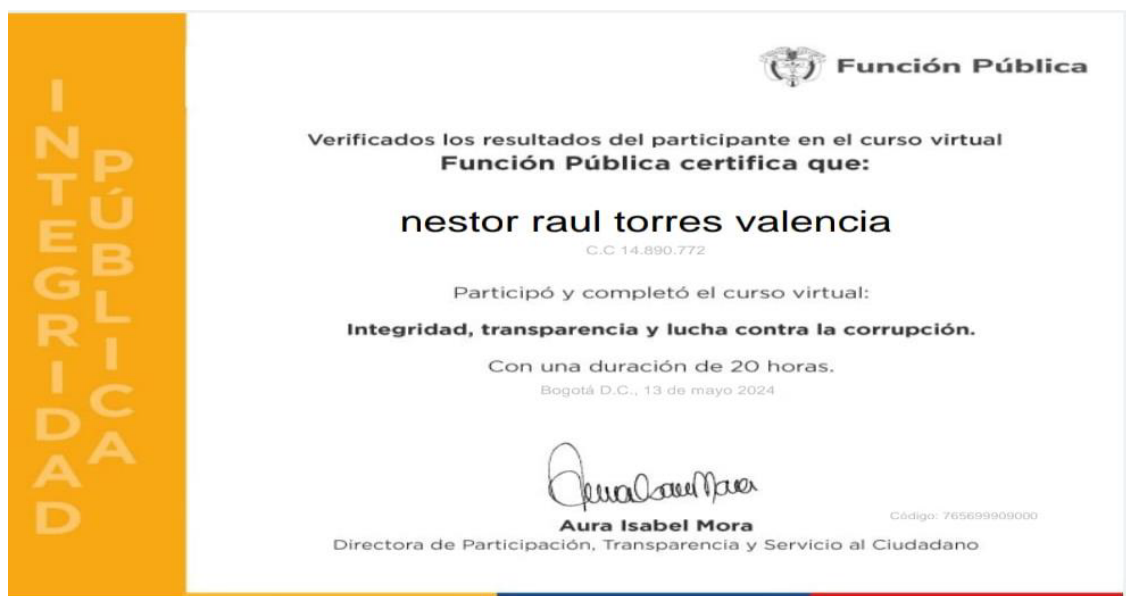 INTEGRIDAD
PÚBLICA
Función Pública
Verificados los resultados del participante en el curso virtual
Función Pública certifica que:
nestor raul torres valencia
C.C 14.890.772
Participó y completó el curso virtual:
Integridad, transparencia y lucha contra la corrupción.
Con una duración de 20 horas.
Bogotá D.C., 13 de mayo 2024
Aura Isabel Mora
Código: 765699909000
Directora de Participación, Transparencia y Servicio al Ciudadano